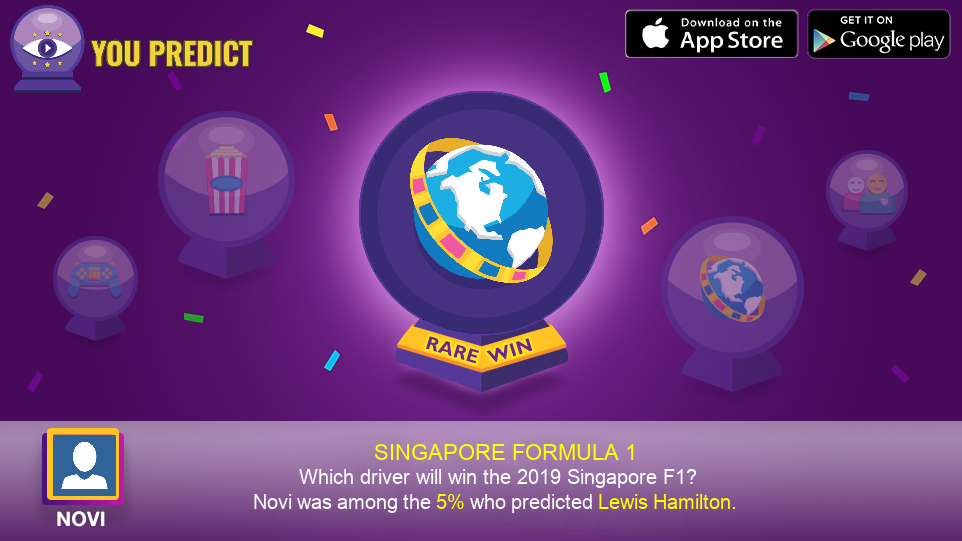 YOU PREDICT
Download on the
App Store
GET IT ON
Google play
RARE WIN
NOVI
SINGAPORE FORMULA 1
Which driver will win the 2019 Singapore F1?
Novi was among the 5% who predicted Lewis Hamilton.